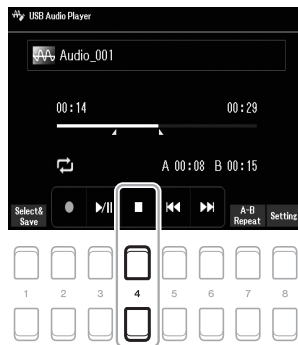 USB Audio Player
Audio_001
00:14 00:29
A 00:08 B 00:15
Select& Save
A-B Repeat
Setting
1 2 3 4 5 6 7 8